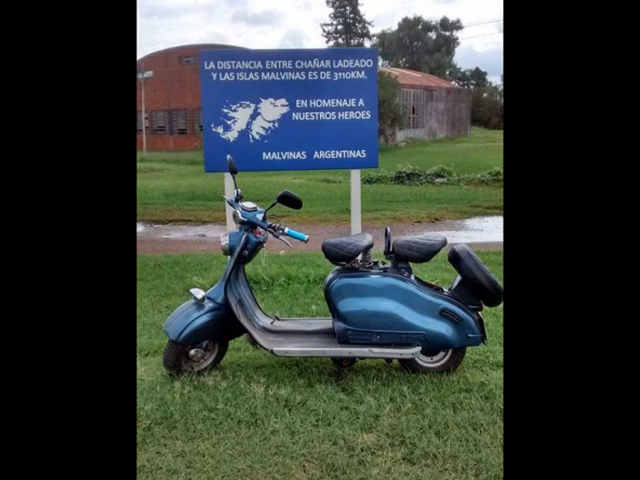 LA DISTANCIA ENTRE CHAÑAR LADEADO
Y LAS ISLAS MALVINAS ES DE 3110KM.
EN HOMENAJE A
NUESTROS HEROES
MALVINAS ARGENTINAS